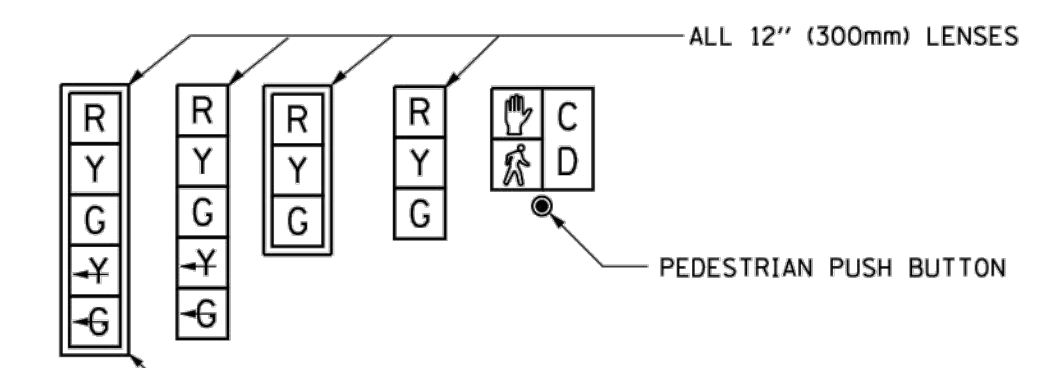 ALL 12" (300mm) LENSES
R R R R C
Y Y Y Y D
G G G G
Y Y
G G
PEDESTRIAN PUSH BUTTON